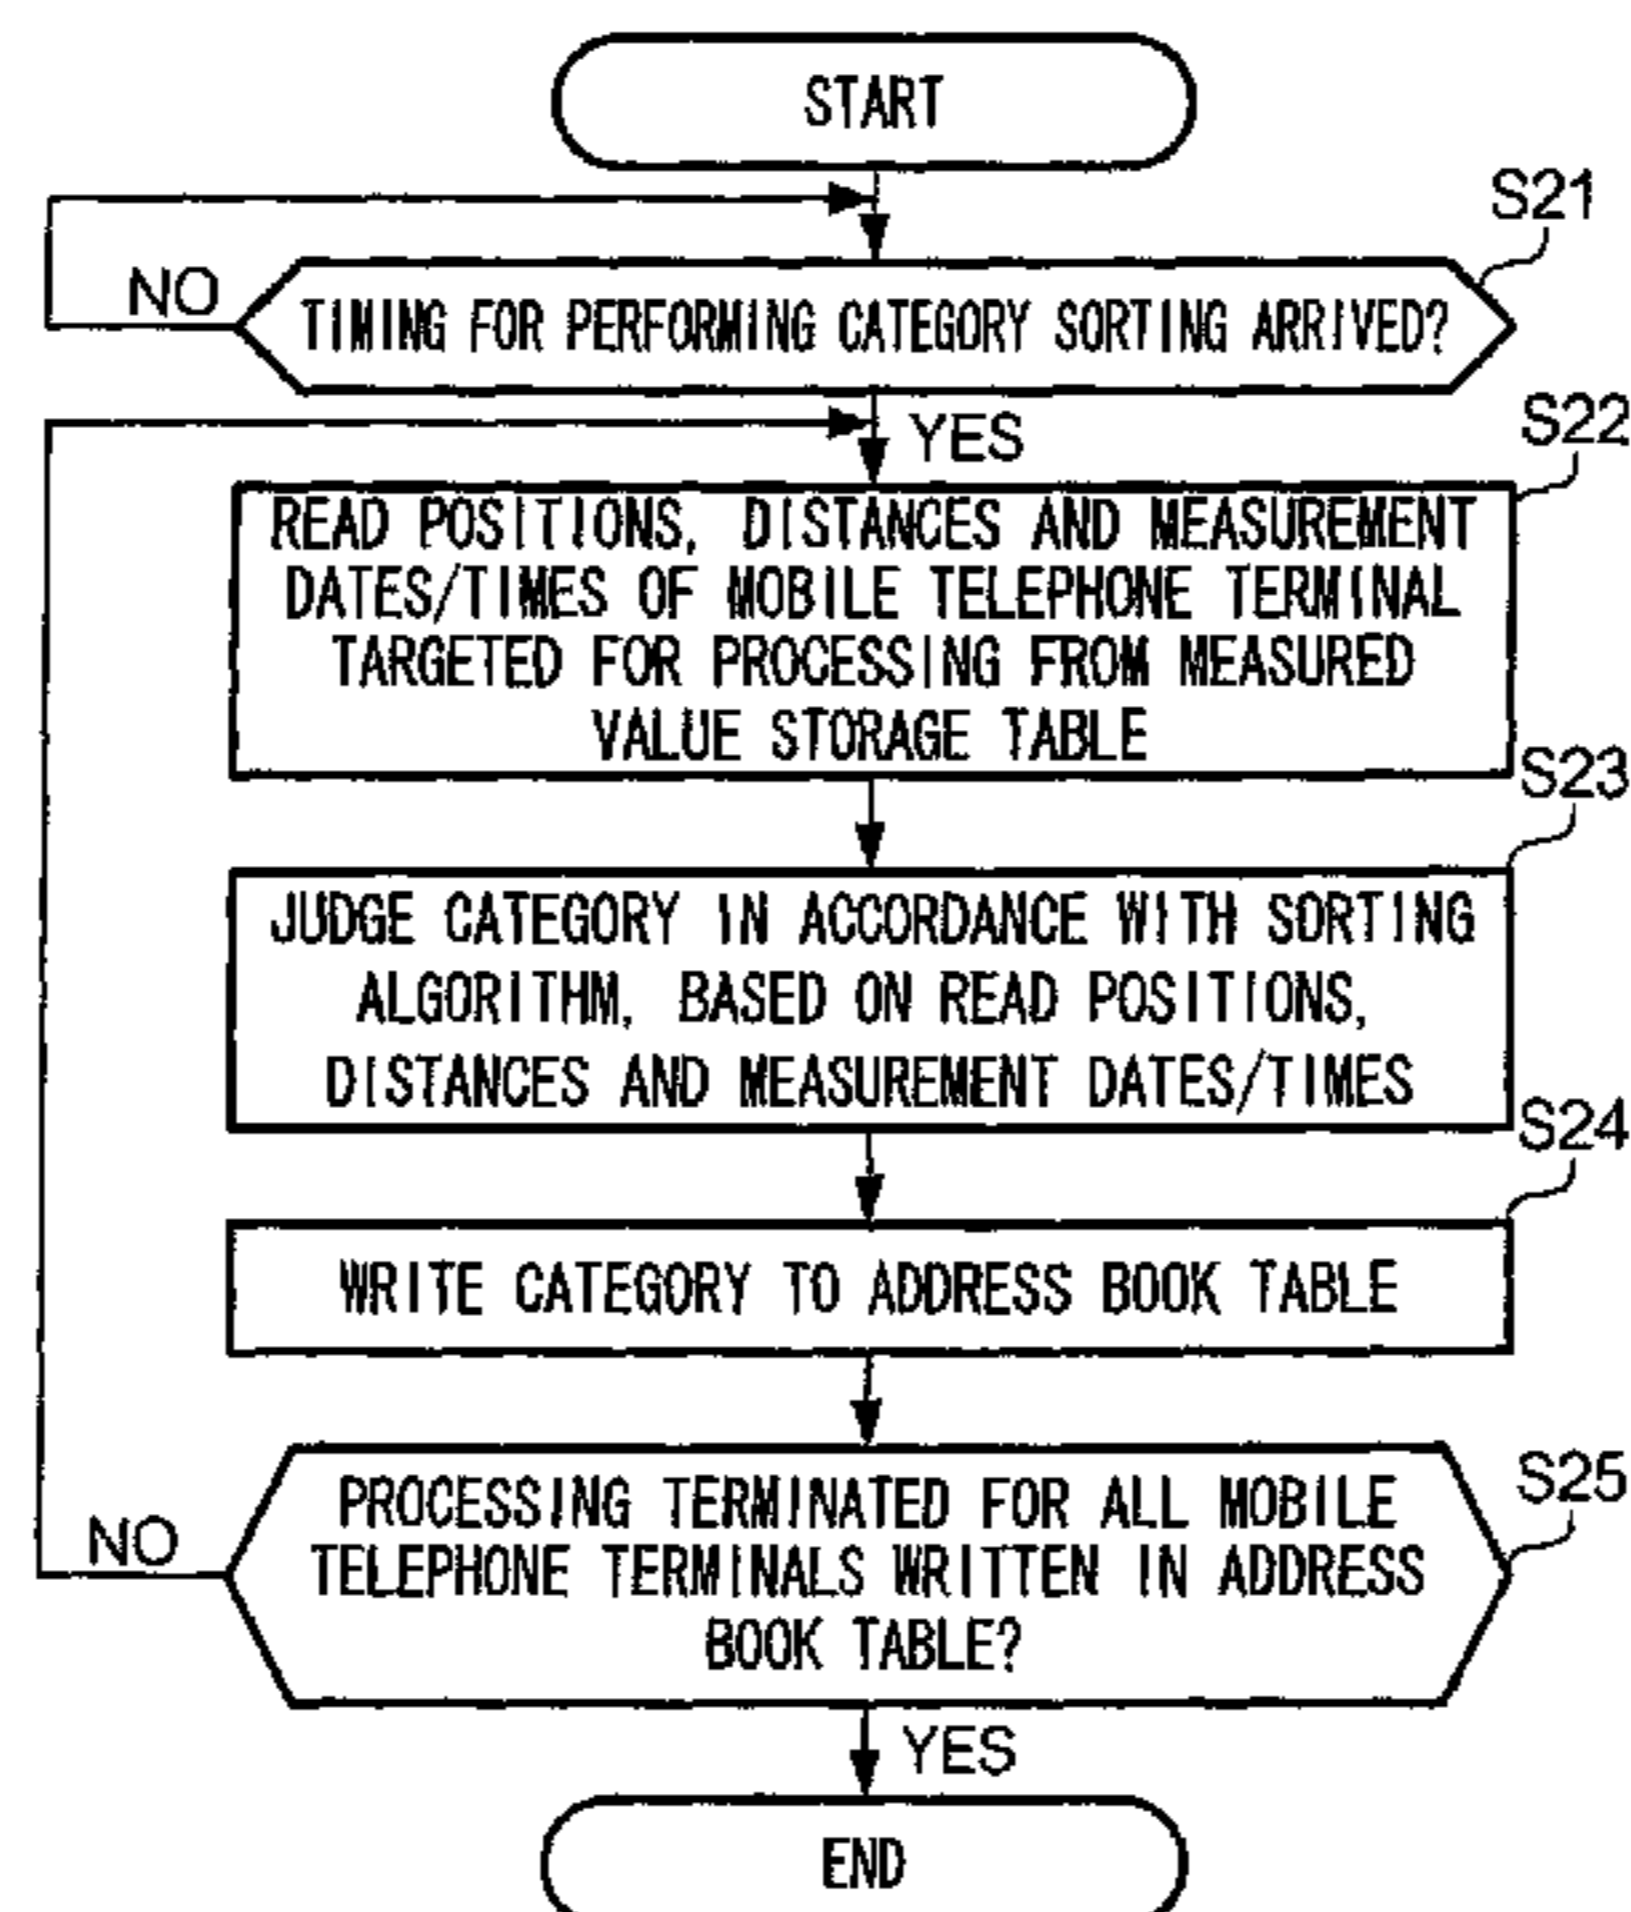 START
S21
NO
TIMING FOR PERFORMING CATEGORY SORTING ARRIVED?
YES
S22
READ POSITIONS, DISTANCES AND MEASUREMENT
DATES/TIMES OF MOBILE TELEPHONE TERMINAL
TARGETED FOR PROCESSING FROM MEASURED
VALUE STORAGE TABLE
S23
JUDGE CATEGORY IN ACCORDANCE WITH SORTING
ALGORITHM, BASED ON READ POSITIONS,
DISTANCES AND MEASUREMENT DATES/TIMES
S24
WRITE CATEGORY TO ADDRESS BOOK TABLE
S25
NO
PROCESSING TERMINATED FOR ALL MOBILE
TELEPHONE TERMINALS WRITTEN IN ADDRESS
BOOK TABLE?
YES
END